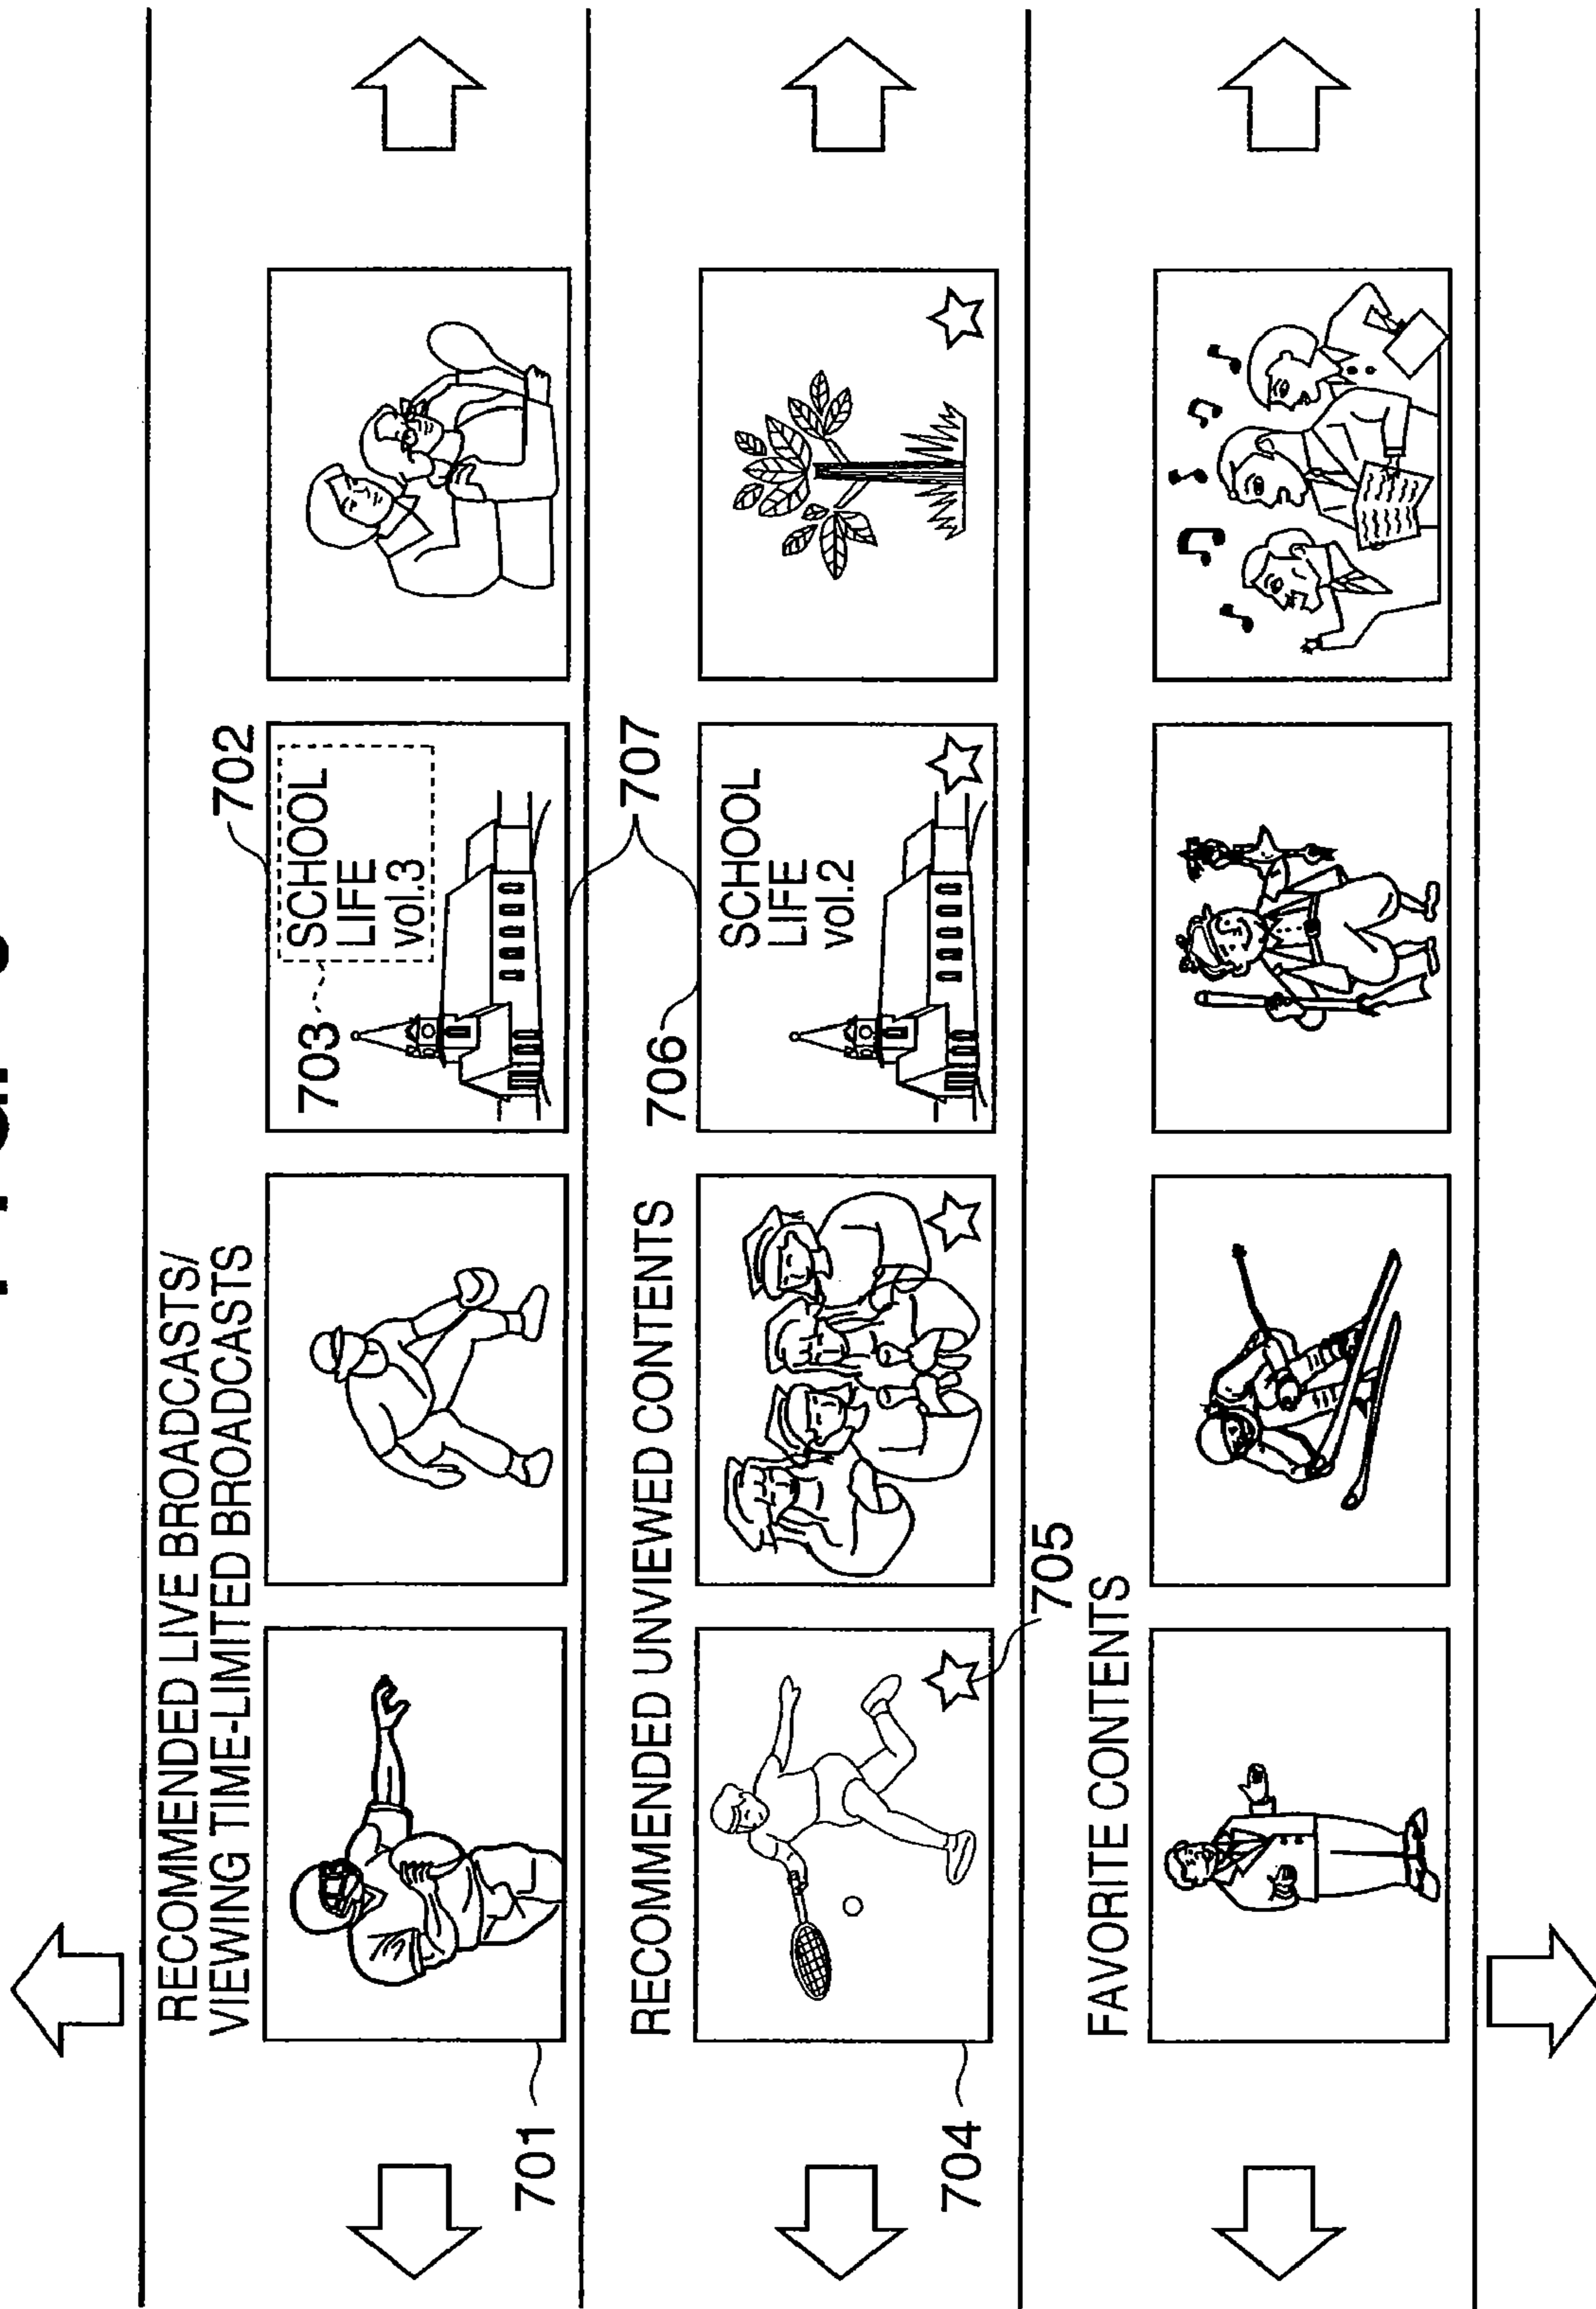 RECOMMENDED LIVE BROADCASTS/
VIEWING TIME-LIMITED BROADCASTS
701
702
703
SCHOOL
LIFE
vol.3
707
RECOMMENDED UNVIEWED CONTENTS
704
705
706
SCHOOL
LIFE
vol.2
FAVORITE CONTENTS